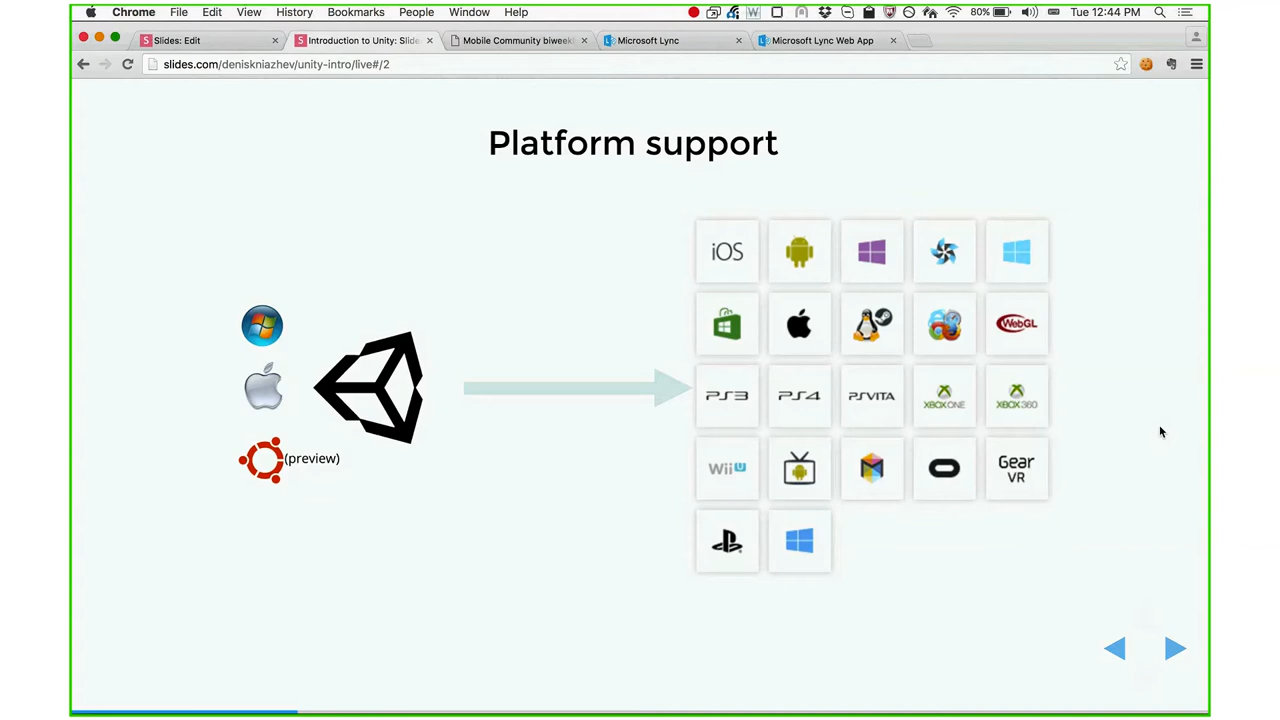 Chrome File Edit View History Bookmarks People Window Help 80% Tue 12:44 PM
Slides: Edit Introduction to Unity: Slide Mobile Community biweekl Microsoft Lync Microsoft Lync Web App
slides.com/deniskniazhev/unity-intro/live#/2
Platform support
iOS
WebGL
PS3 PS4 PSVITA XBOX ONE XBOX 360
(preview)
Wii U Gear
VR